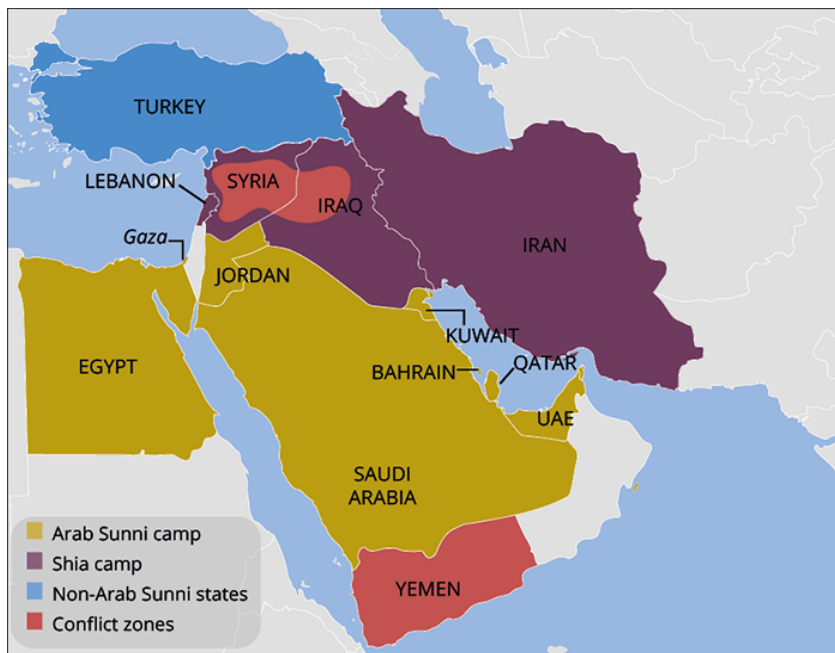 TURKEY
LEBANON
SYRIA
IRAQ
IRAN
Gaza
JORDAN
KUWAIT
EGYPT
BAHRAIN
QATAR
UAE
SAUDI
ARABIA
YEMEN
Arab Sunni camp
Shia camp
Non-Arab Sunni states
Conflict zones